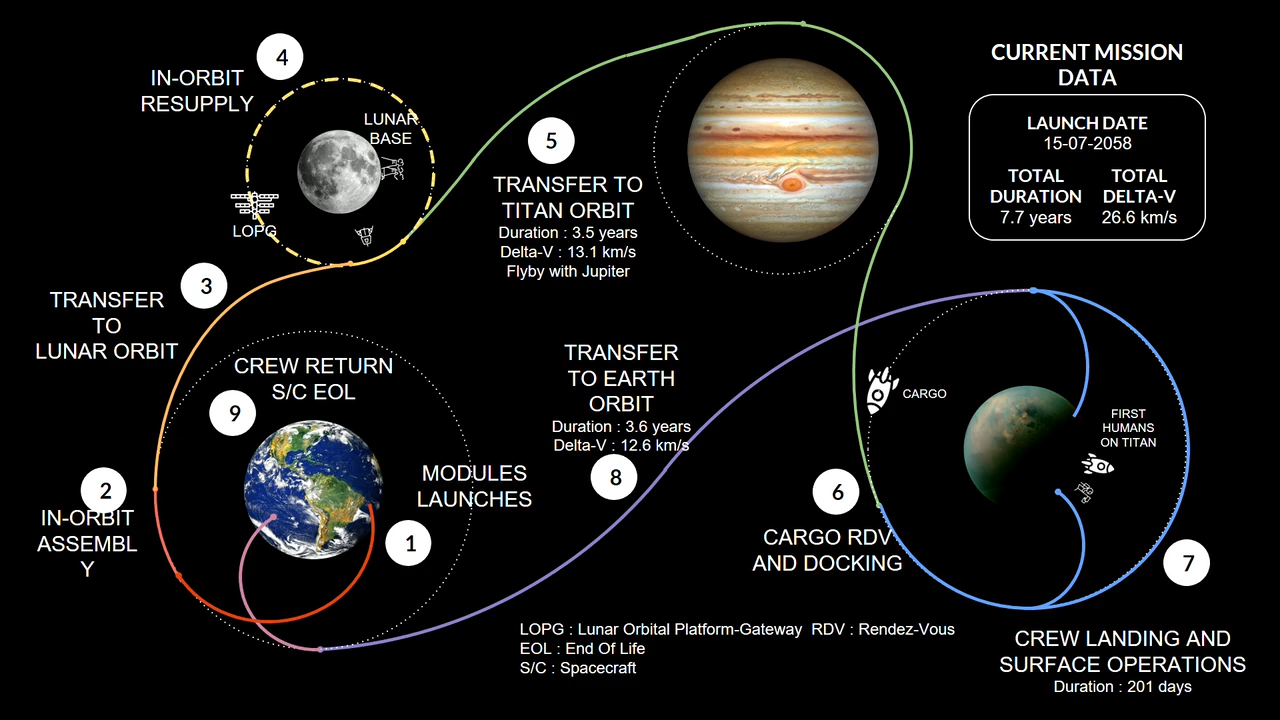 4
IN-ORBIT
RESUPPLY
LUNAR
BASE
LOPG
5
TRANSFER TO
TITAN ORBIT
Duration : 3.5 years
Delta-V : 13.1 km/s
Flyby with Jupiter
CURRENT MISSION
DATA
LAUNCH DATE
15-07-2058
TOTAL
DURATION
7.7 years
TOTAL
DELTA-V
26.6 km/s
3
TRANSFER
TO
LUNAR ORBIT
CREW RETURN
S/C EOL
9
2
IN-ORBIT
ASSEMBL
Y
MODULES
LAUNCHES
1
TRANSFER
TO EARTH
ORBIT
Duration : 3.6 years
Delta-V : 12.6 km/s
8
CARGO
FIRST
HUMANS
ON TITAN
6
CARGO RDV
AND DOCKING
7
CREW LANDING AND
SURFACE OPERATIONS
Duration : 201 days
LOPG : Lunar Orbital Platform-Gateway  RDV : Rendez-Vous
EOL : End Of Life
S/C : Spacecraft